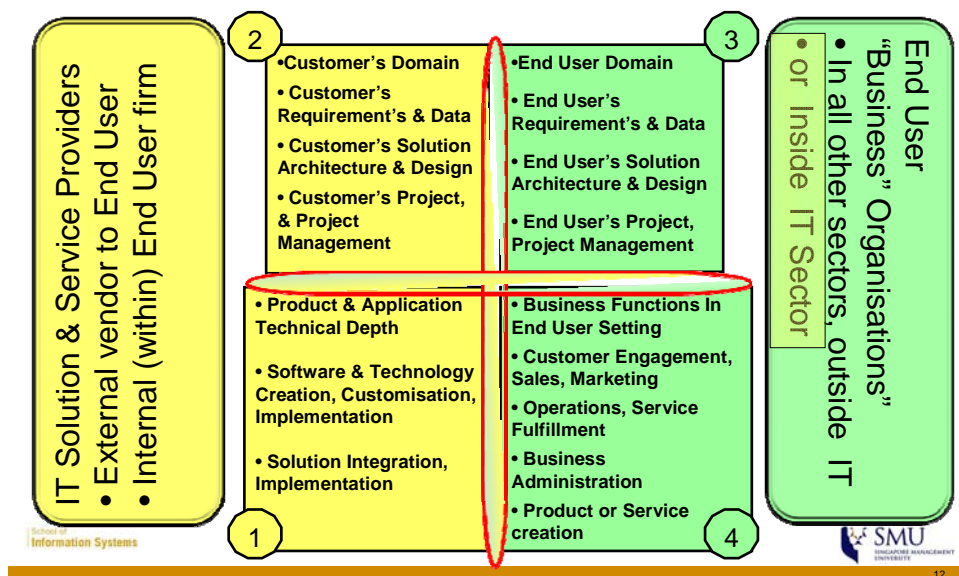 IT Solution & Service Providers
• External vendor to End User
• Internal (within) End User firm
2
•Customer’s Domain
• Customer’s
Requirement’s & Data
• Customer’s Solution
Architecture & Design
• Customer’s Project,
& Project
Management
3
•End User Domain
• End User’s
Requirement’s & Data
• End User’s Solution
Architecture & Design
• End User’s Project,
Project Management
1
• Product & Application
Technical Depth
• Software & Technology
Creation, Customisation,
Implementation
• Solution Integration,
Implementation
4
• Business Functions In
End User Setting
• Customer Engagement,
Sales, Marketing
• Operations, Service
Fulfillment
• Business
Administration
• Product or Service
creation
End User
“Business” Organisations”
• In all other sectors, outside IT
• or Inside IT Sector
School of
Information Systems
SMU
SINGAPORE MANAGEMENT
UNIVERSITY
12